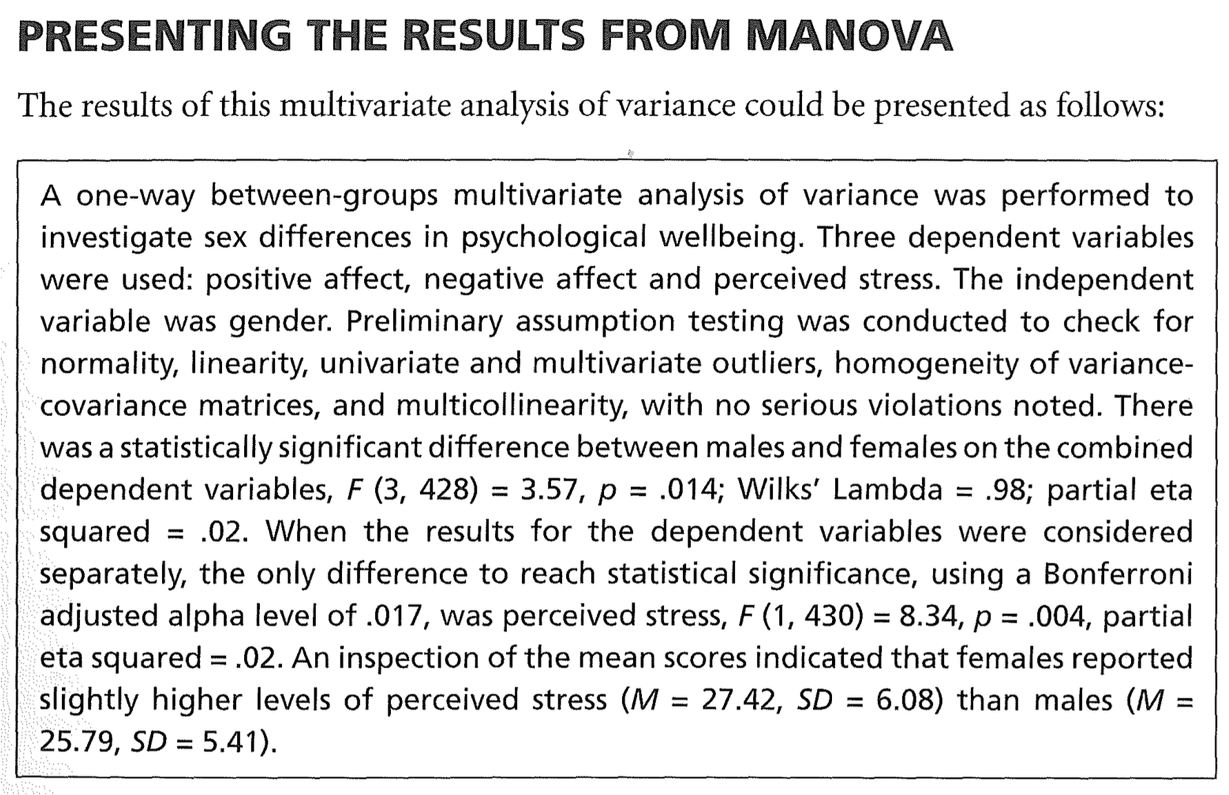 PRESENTING THE RESULTS FROM MANOVA
The results of this multivariate analysis of variance could be presented as follows:
A one-way between-groups multivariate analysis of variance was performed to
investigate sex differences in psychological wellbeing. Three dependent variables
were used: positive affect, negative affect and perceived stress. The independent
variable was gender. Preliminary assumption testing was conducted to check for
normality, linearity, univariate and multivariate outliers, homogeneity of variance-
covariance matrices, and multicollinearity, with no serious violations noted. There
was a statistically significant difference between males and females on the combined
dependent variables, F (3, 428) = 3.57, p = .014; Wilks’ Lambda = .98; partial eta
squared = .02. When the results for the dependent variables were considered
separately, the only difference to reach statistical significance, using a Bonferroni
adjusted alpha level of .017, was perceived stress, F (1, 430) = 8.34, p = .004, partial
eta squared = .02. An inspection of the mean scores indicated that females reported
slightly higher levels of perceived stress (M = 27.42, SD = 6.08) than males (M =
25.79, SD = 5.41).